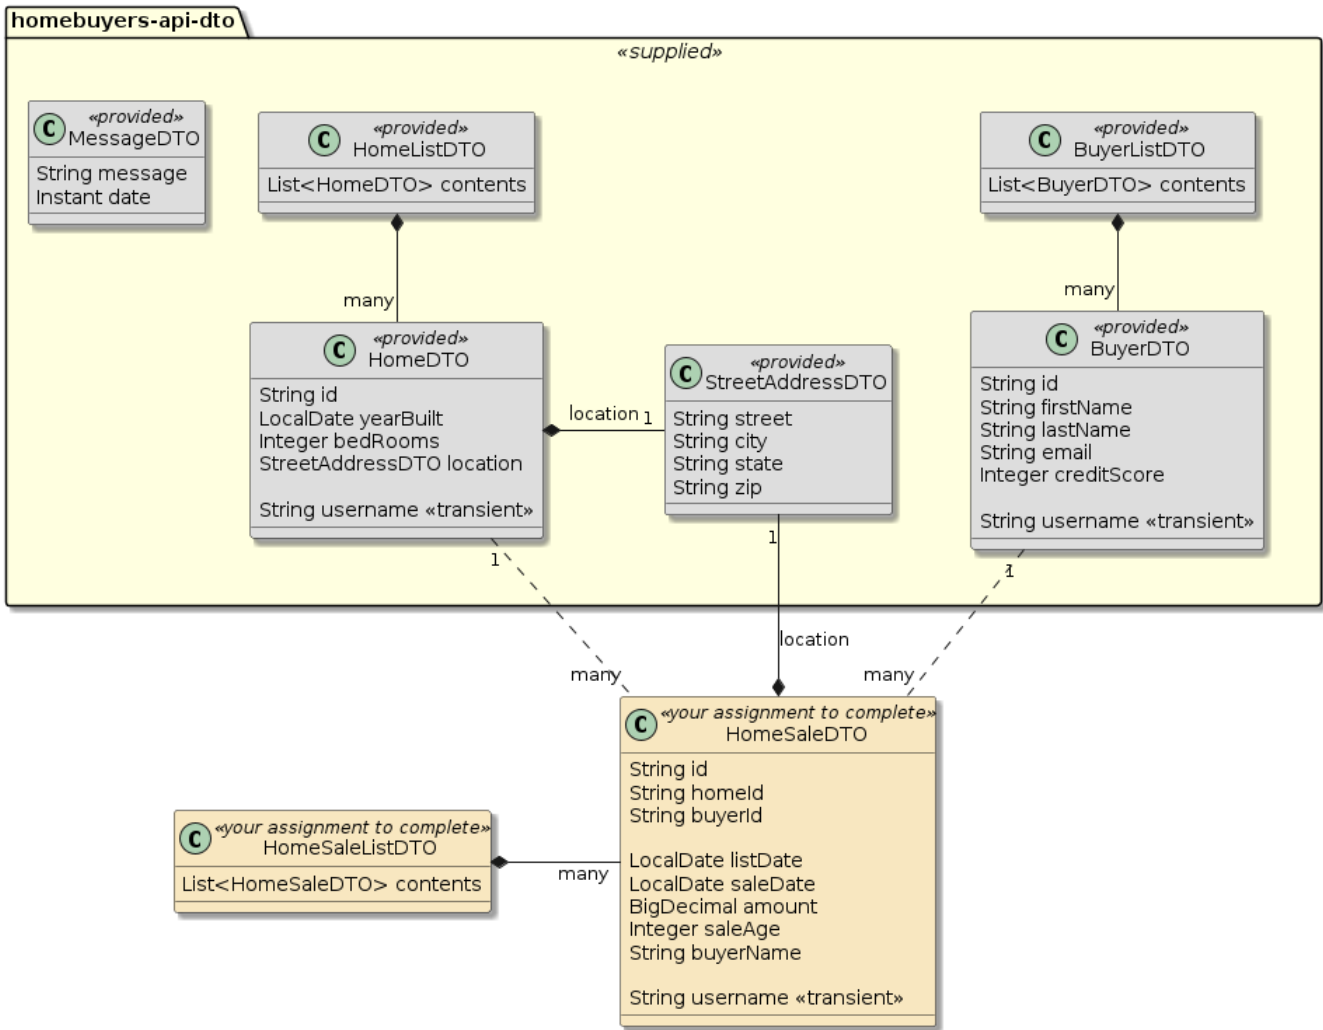 homebuyers-api-dto
«supplied»
C
«provided»
MessageDTO
String message
Instant date
C
«provided»
HomeListDTO
List<HomeDTO> contents
C
«provided»
BuyerListDTO
List<BuyerDTO> contents
many
many
C
«provided»
HomeDTO
String id
LocalDate yearBuilt
Integer bedRooms
StreetAddressDTO location
String username «transient»
location
1
C
«provided»
StreetAddressDTO
String street
String city
String state
String zip
C
«provided»
BuyerDTO
String id
String firstName
String lastName
String email
Integer creditScore
String username «transient»
1
1
1
location
many
many
C
«your assignment to complete»
HomeSaleDTO
String id
String homeId
String buyerId
LocalDate listDate
LocalDate saleDate
BigDecimal amount
Integer saleAge
String buyerName
String username «transient»
C
«your assignment to complete»
HomeSaleListDTO
List<HomeSaleDTO> contents
many